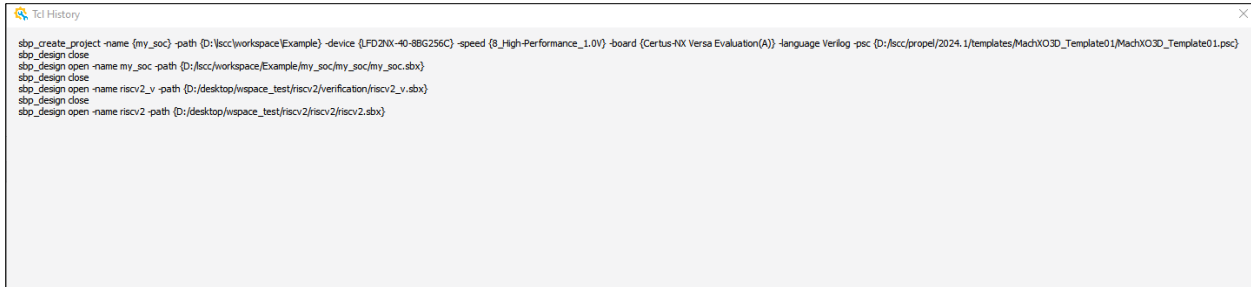 Tcl History
sbp_create_project -name {my_soc} -path {D:\lscc\workspace\Example} -device {LFD2NX-40-8BG256C} -speed {8_High-Performance_1.0V} -board {Certus-NX Versa Evaluation(A)} -language Verilog -psc {D:/lscc/propel/2024.1/templates/MachXO3D_Template01/MachXO3D_Template01.psc}
sbp_design close
sbp_design open -name my_soc -path {D:/lscc/workspace/Example/my_soc/my_soc/my_soc.sbx}
sbp_design close
sbp_design open -name riscv2_v -path {D:/desktop/wspace_test/riscv2/verification/riscv2_v.sbx}
sbp_design close
sbp_design open -name riscv2 -path {D:/desktop/wspace_test/riscv2/riscv2/riscv2.sbx}